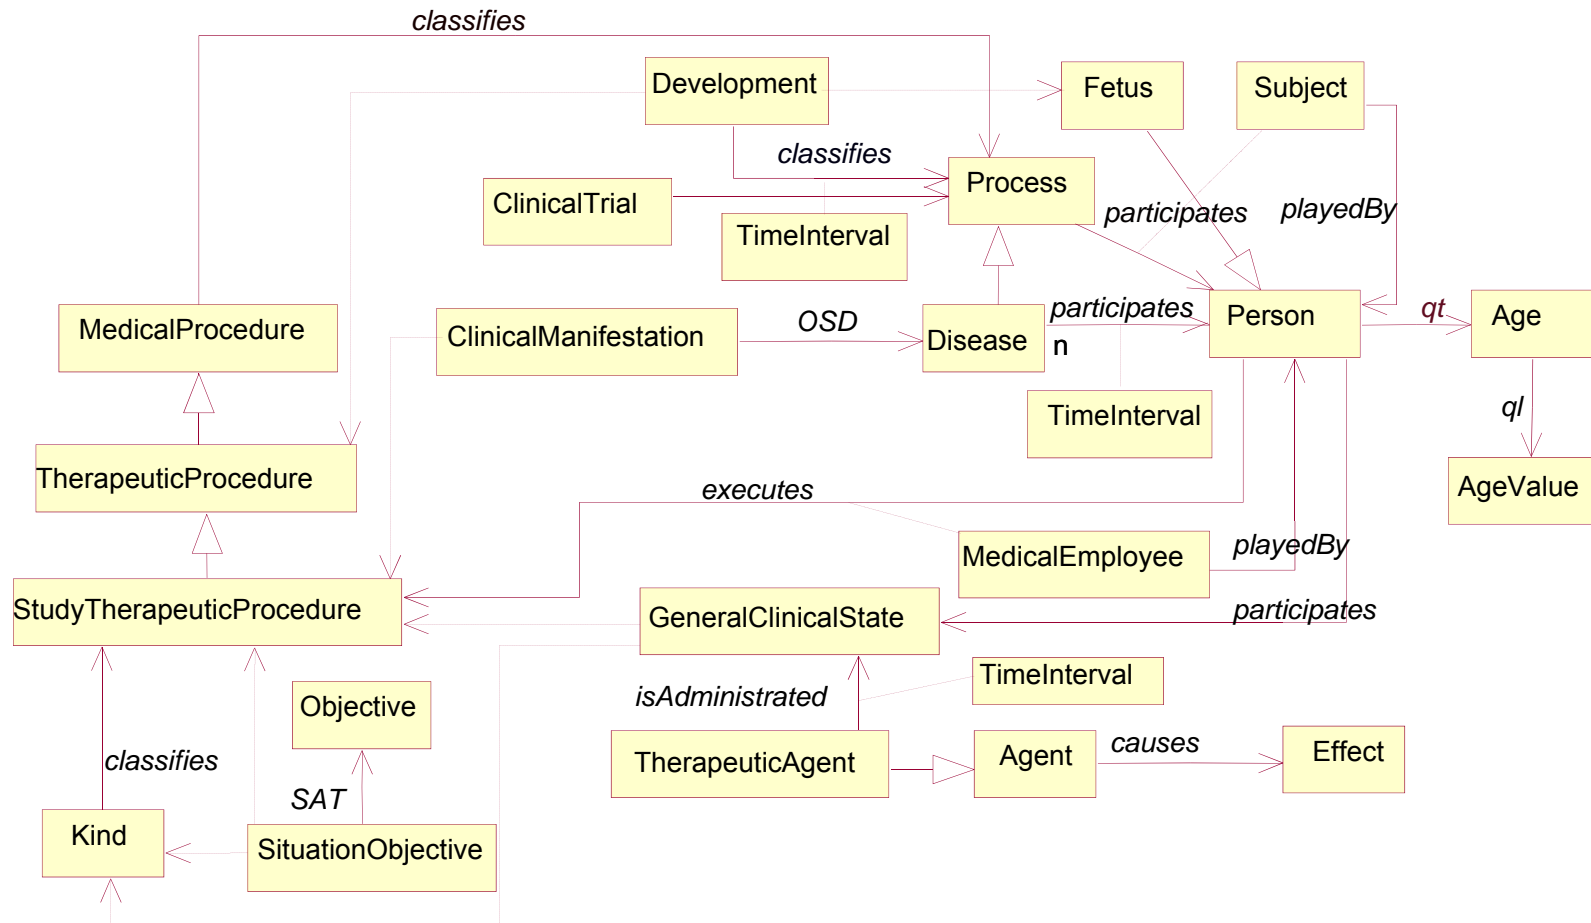 classifies
Development
Fetus
Subject
classifies
Process
ClinicalTrial
participates
playedBy
TimeInterval
MedicalProcedure
ClinicalManifestation
OSD
Disease
participates
n
Person
qt
Age
TimeInterval
ql
TherapeuticProcedure
executes
AgeValue
MedicalEmployee
playedBy
StudyTherapeuticProcedure
GeneralClinicalState
participates
Objective
isAdministrated
TimeInterval
classifies
TherapeuticAgent
Agent
causes
Effect
SAT
Kind
SituationObjective